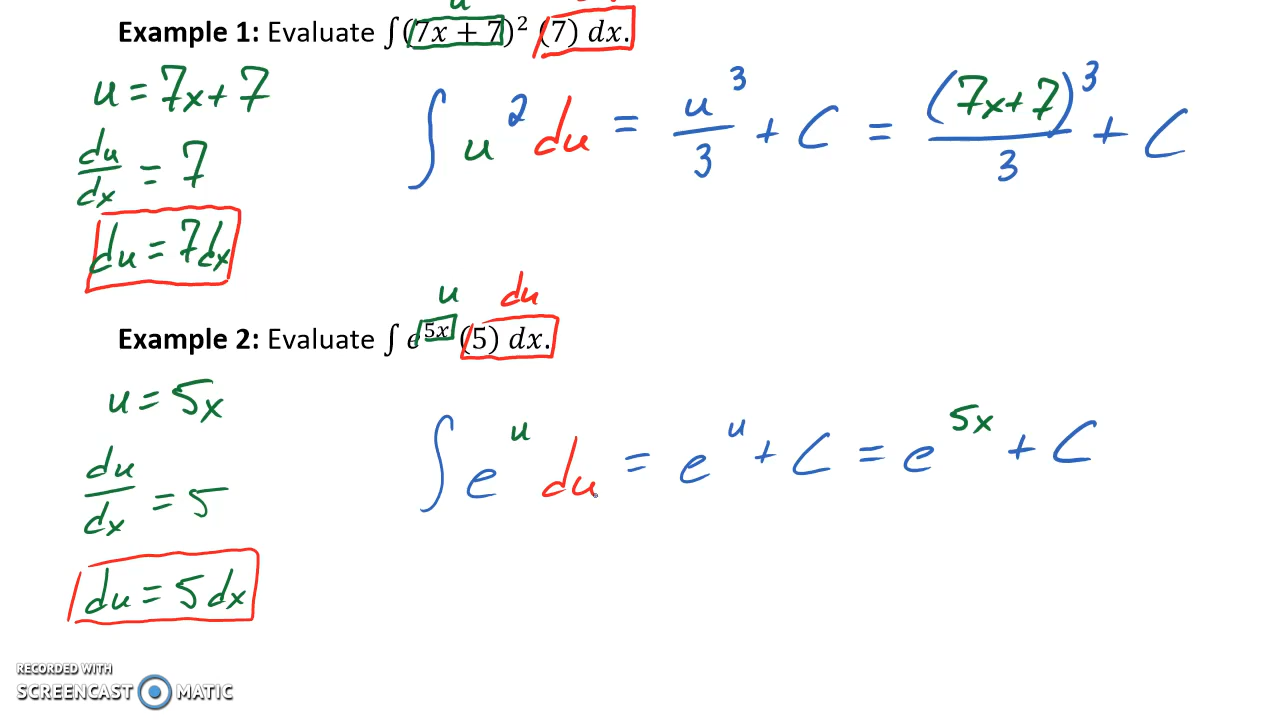 u
Example 1: Evaluate ∫(7x + 7)² (7) dx.
u = 7x + 7
∫ u² du = u³/3 + C = (7x+7)³/3 + C
du/dx = 7
du = 7dx
u du
Example 2: Evaluate ∫ e^{5x} (5) dx.
u = 5x
∫ e^u du = e^u + C = e^{5x} + C
du/dx = 5
du = 5 dx
RECORDED WITH
SCREENCAST MATIC